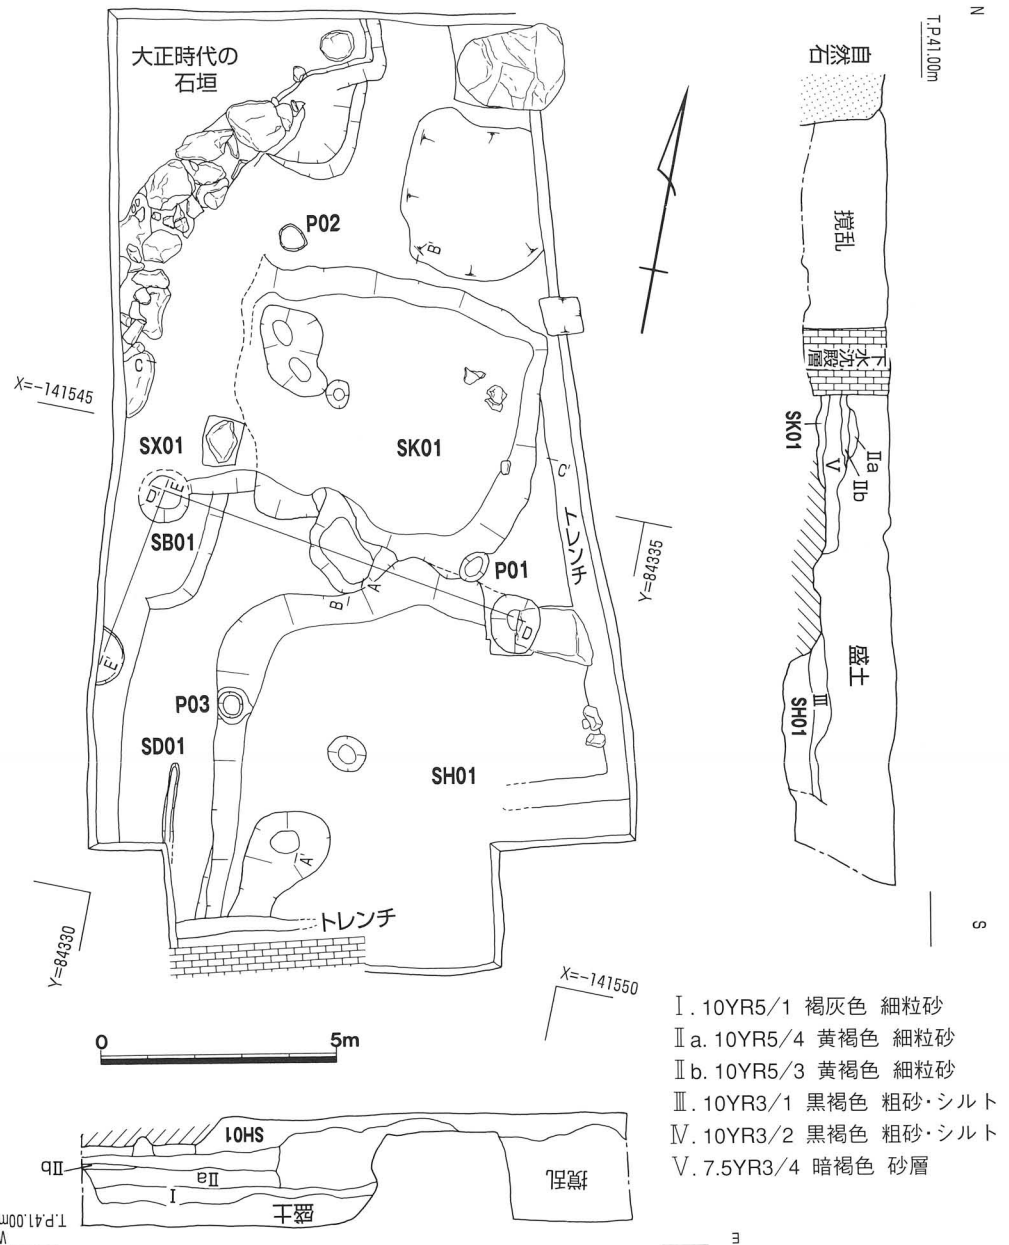 大正時代の
石垣
P02
B'
C
X=-141545
SX01
SK01
C'
D'
E
SB01
トレンチ
Y=84335
P01
B
A
D
E'
P03
SD01
SH01
A'
トレンチ
Y=84330
X=-141550
0
5m
N
T.P.41.00m
自然石
撹乱
下水沈殿層
SK01
Ⅴ
Ⅱa
Ⅱb
盛土
Ⅲ
SH01
S
Ⅰ. 10YR5/1 褐灰色 細粒砂
Ⅱa. 10YR5/4 黄褐色 細粒砂
Ⅱb. 10YR5/3 黄褐色 細粒砂
Ⅲ. 10YR3/1 黒褐色 粗砂・シルト
Ⅳ. 10YR3/2 黒褐色 粗砂・シルト
Ⅴ. 7.5YR3/4 暗褐色 砂層
SH01
Ⅱb
Ⅱa
Ⅰ
盛土
撹乱
T.P.41.00m
W
E